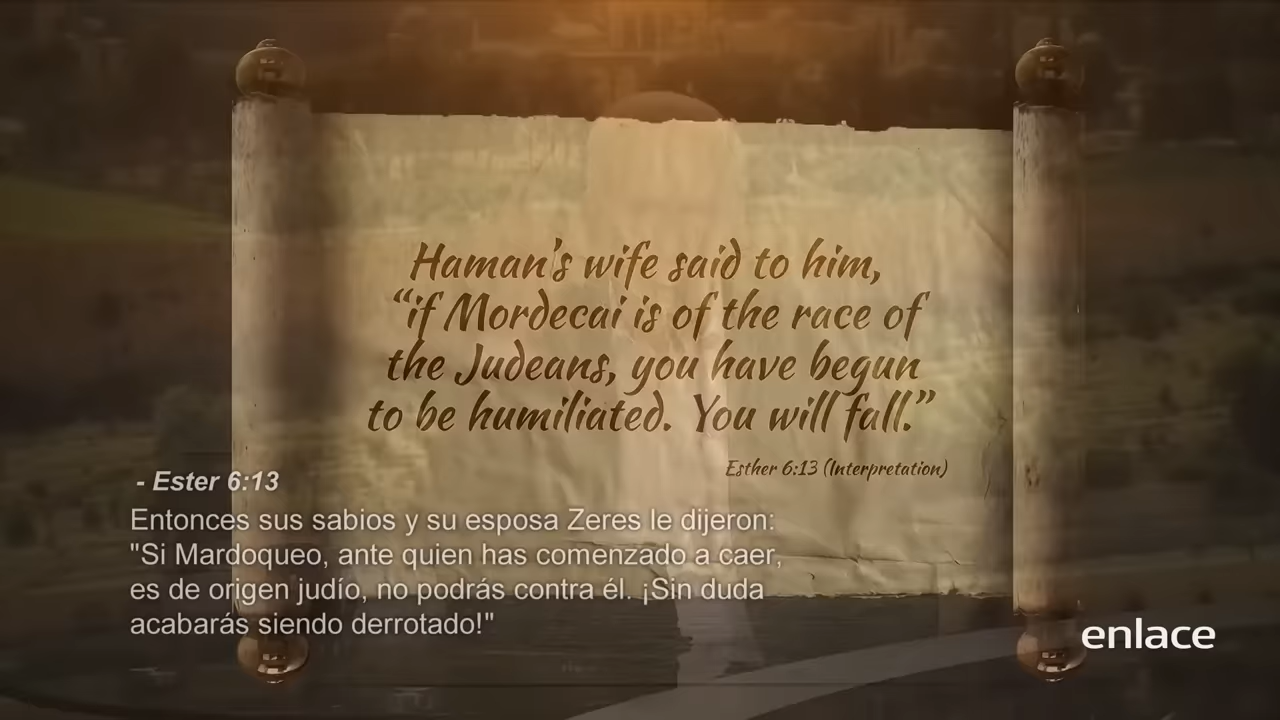 Haman's wife said to him,
“if Mordecai is of the race of
the Judeans, you have begun
to be humiliated. You will fall.”
Esther 6:13 (Interpretation)
- Ester 6:13
Entonces sus sabios y su esposa Zeres le dijeron:
"Si Mardoqueo, ante quien has comenzado a caer,
es de origen judío, no podrás contra él. ¡Sin duda
acabarás siendo derrotado!"
enlace